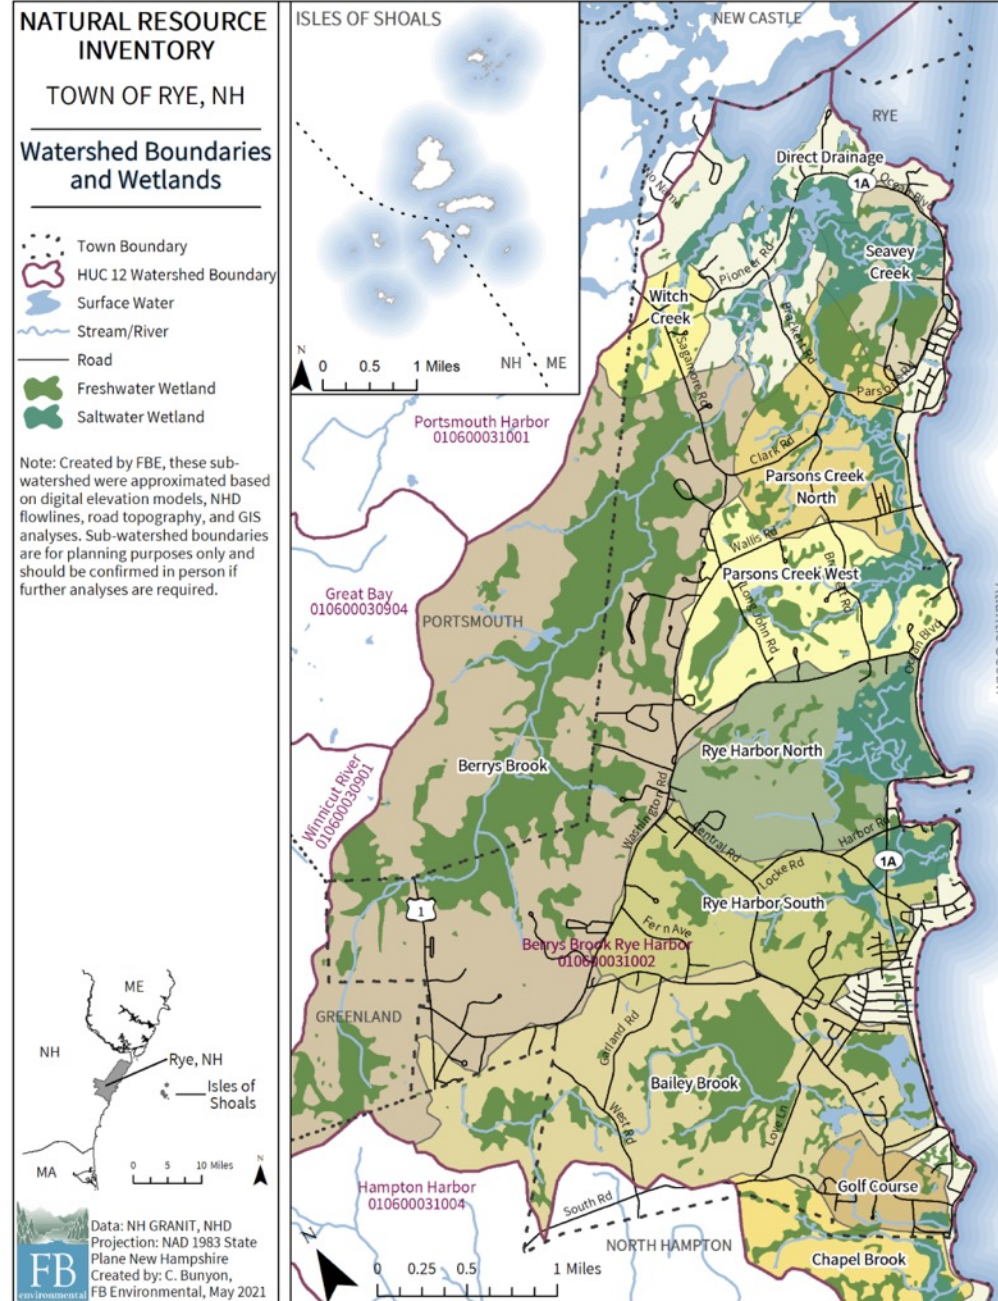 NATURAL RESOURCE
INVENTORY
TOWN OF RYE, NH
Watershed Boundaries
and Wetlands
Town Boundary
HUC 12 Watershed Boundary
Surface Water
Stream/River
Road
Freshwater Wetland
Saltwater Wetland
Note: Created by FBE, these sub-
watershed were approximated based
on digital elevation models, NHD
flowlines, road topography, and GIS
analyses. Sub-watershed boundaries
are for planning purposes only and
should be confirmed in person if
further analyses are required.
ME
NH
Rye, NH
Isles of
Shoals
MA
0 5 10 Miles
N
FB
environmental
Data: NH GRANIT, NHD
Projection: NAD 1983 State
Plane New Hampshire
Created by: C. Bunyon,
FB Environmental, May 2021
ISLES OF SHOALS
N
0 0.5 1 Miles
NH ME
NEW CASTLE
RYE
Direct Drainage
1A
Ocean Blvd
No Name
Seavey
Creek
Pioneer Rd
Witch
Creek
Brackett Rd
Sagamore Rd
Parsons Rd
Portsmouth Harbor
010600031001
Clark Rd
Parsons Creek
North
Wallis Rd
Parsons Creek West
Long John Rd
Ocean Blvd
Great Bay
010600030904
PORTSMOUTH
Rye Harbor North
Berrys Brook
Winnicut River
010600030901
Washington Rd
Central Rd
Harbor Rd
Locke Rd
1A
1
Rye Harbor South
Fern Ave
Berrys Brook Rye Harbor
010600031002
GREENLAND
Garland Rd
Bailey Brook
West Rd
Love Ln
Golf Course
Hampton Harbor
010600031004
South Rd
NORTH HAMPTON
Chapel Brook
N
0 0.25 0.5 1 Miles